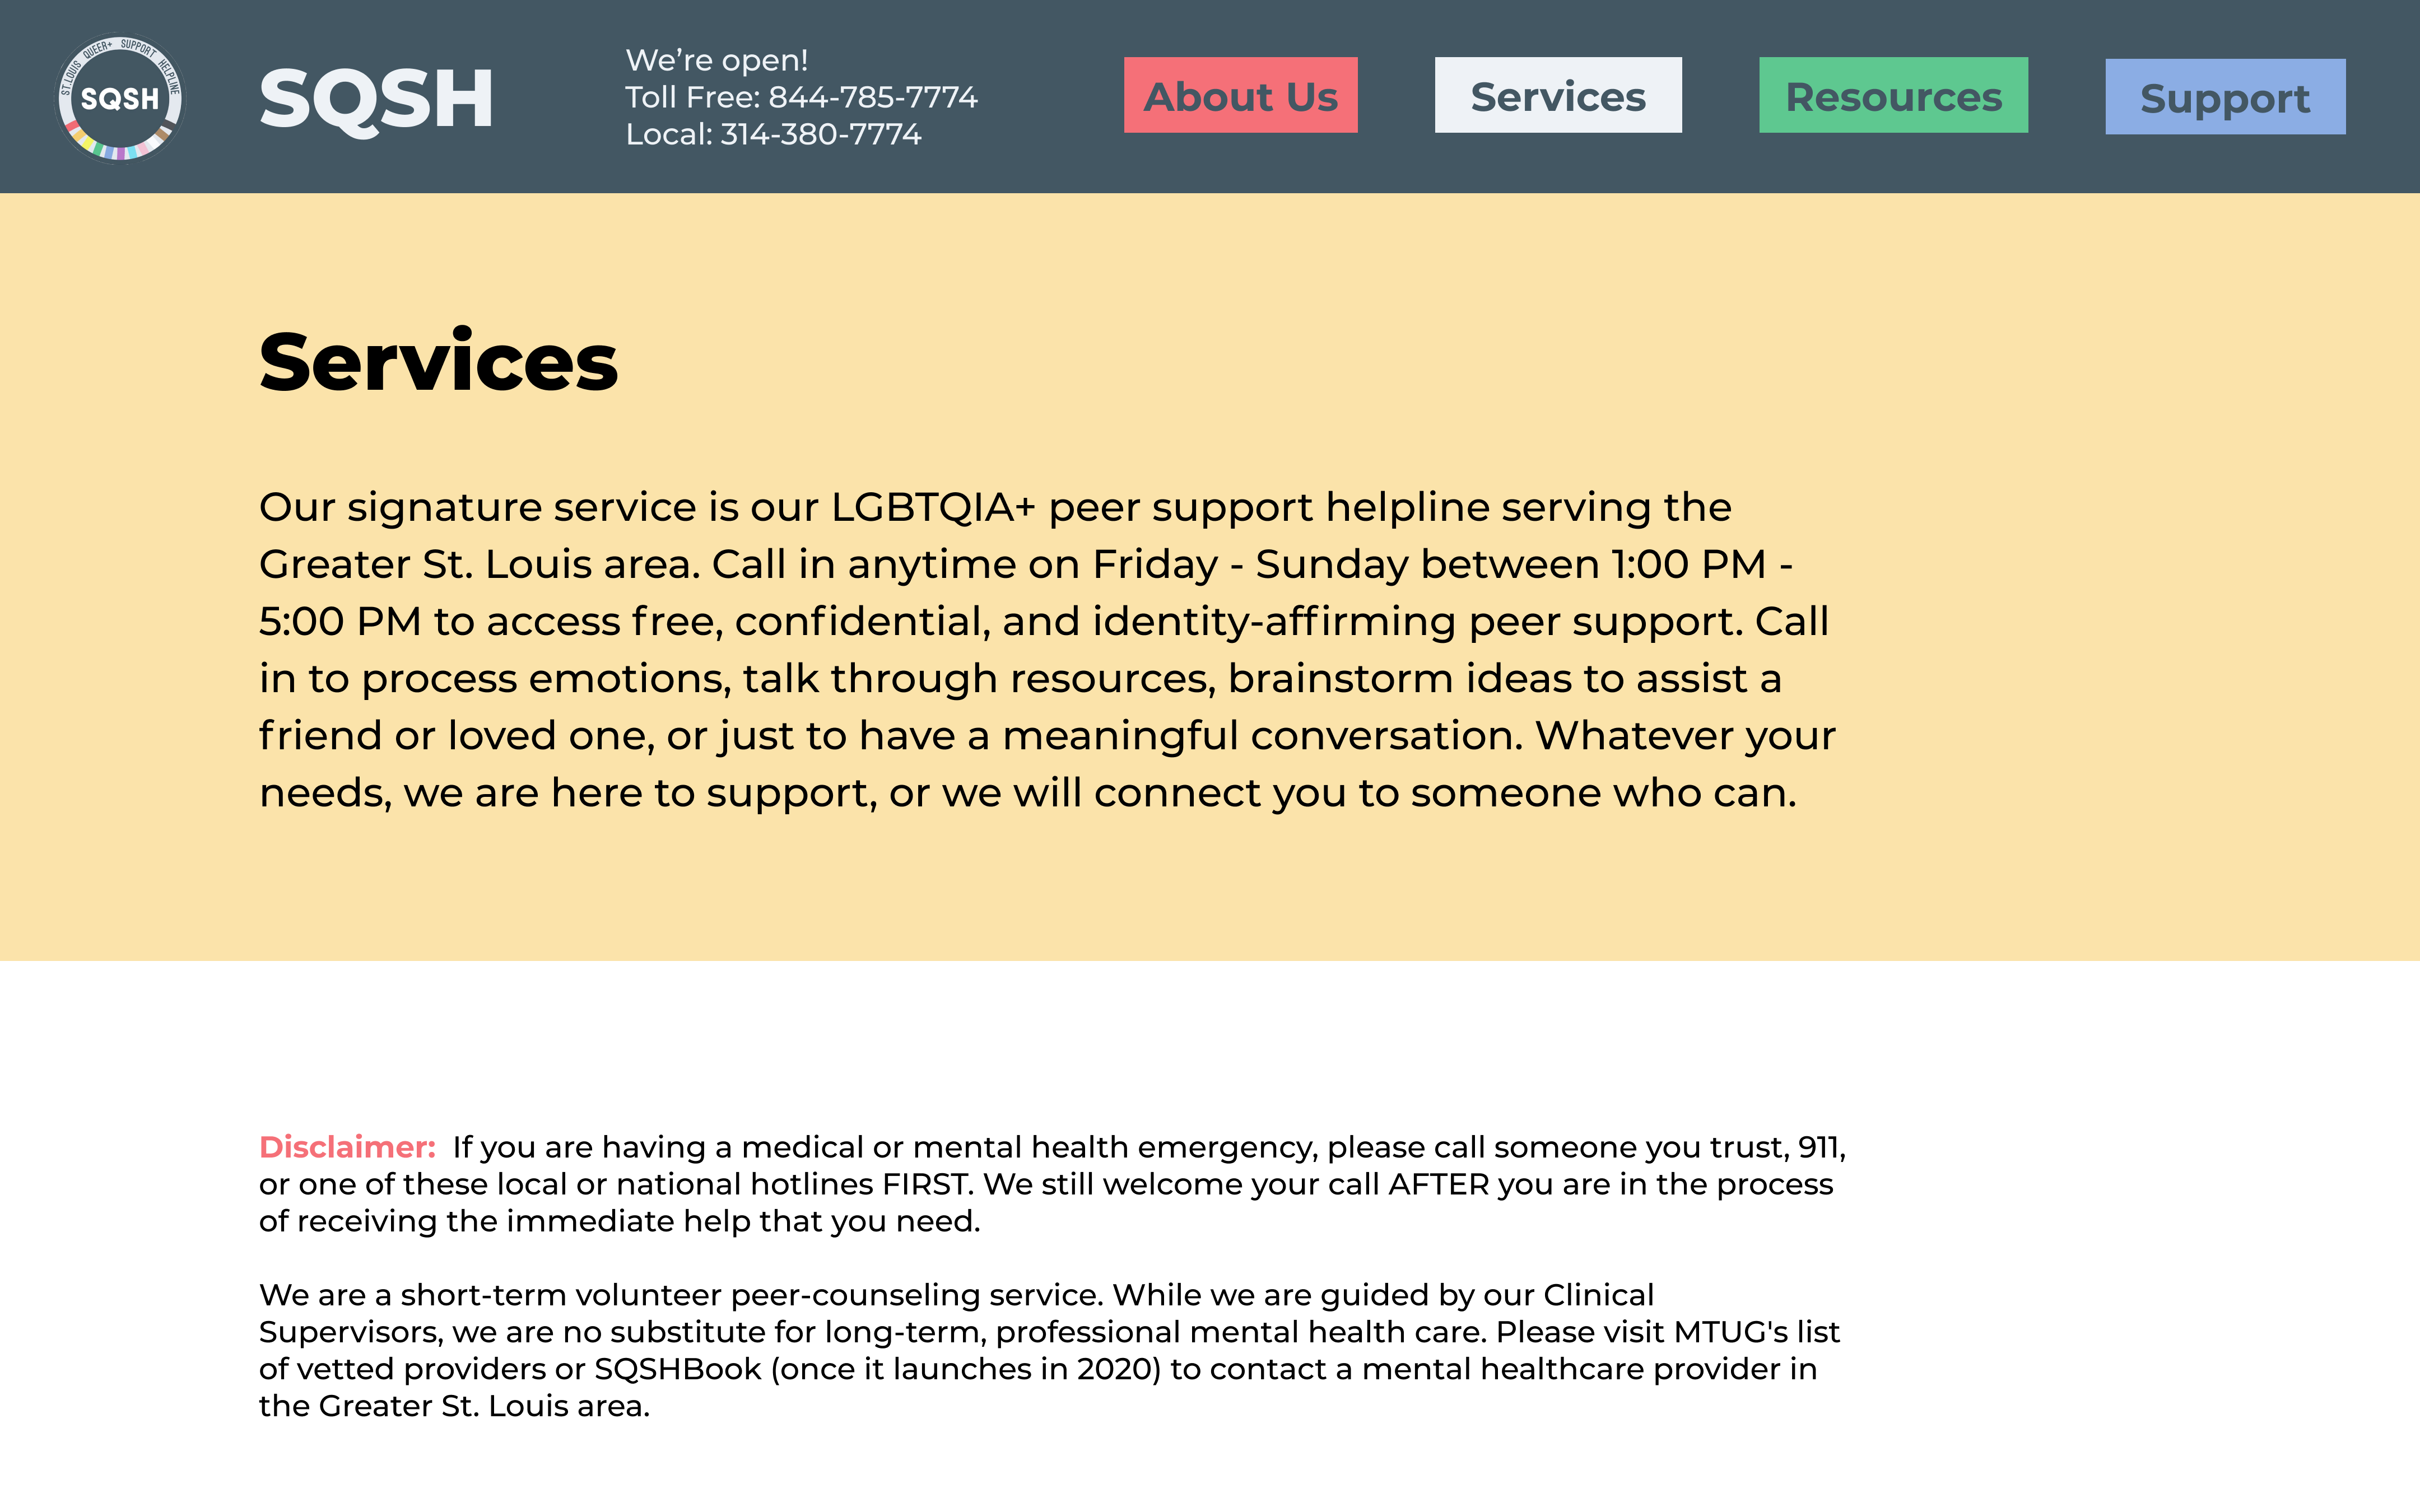 ST.LOUIS QUEER+ SUPPORT HELPLINE
SQSH
SQSH
We're open!
Toll Free: 844-785-7774
Local: 314-380-7774
About Us
Services
Resources
Support
Services
Our signature service is our LGBTQIA+ peer support helpline serving the
Greater St. Louis area. Call in anytime on Friday - Sunday between 1:00 PM -
5:00 PM to access free, confidential, and identity-affirming peer support. Call
in to process emotions, talk through resources, brainstorm ideas to assist a
friend or loved one, or just to have a meaningful conversation. Whatever your
needs, we are here to support, or we will connect you to someone who can.
Disclaimer: If you are having a medical or mental health emergency, please call someone you trust, 911,
or one of these local or national hotlines FIRST. We still welcome your call AFTER you are in the process
of receiving the immediate help that you need.
We are a short-term volunteer peer-counseling service. While we are guided by our Clinical
Supervisors, we are no substitute for long-term, professional mental health care. Please visit MTUG's list
of vetted providers or SQSHBook (once it launches in 2020) to contact a mental healthcare provider in
the Greater St. Louis area.